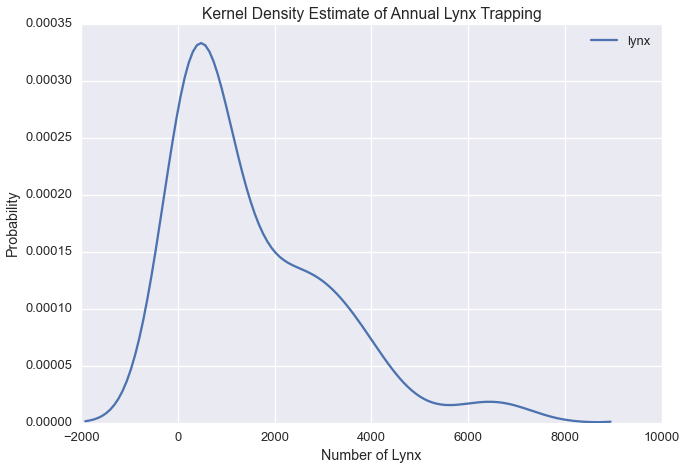 Kernel Density Estimate of Annual Lynx Trapping
lynx
0.00035
0.00030
0.00025
0.00020
0.00015
0.00010
0.00005
0.00000
Probability
−2000 0 2000 4000 6000 8000 10000
Number of Lynx